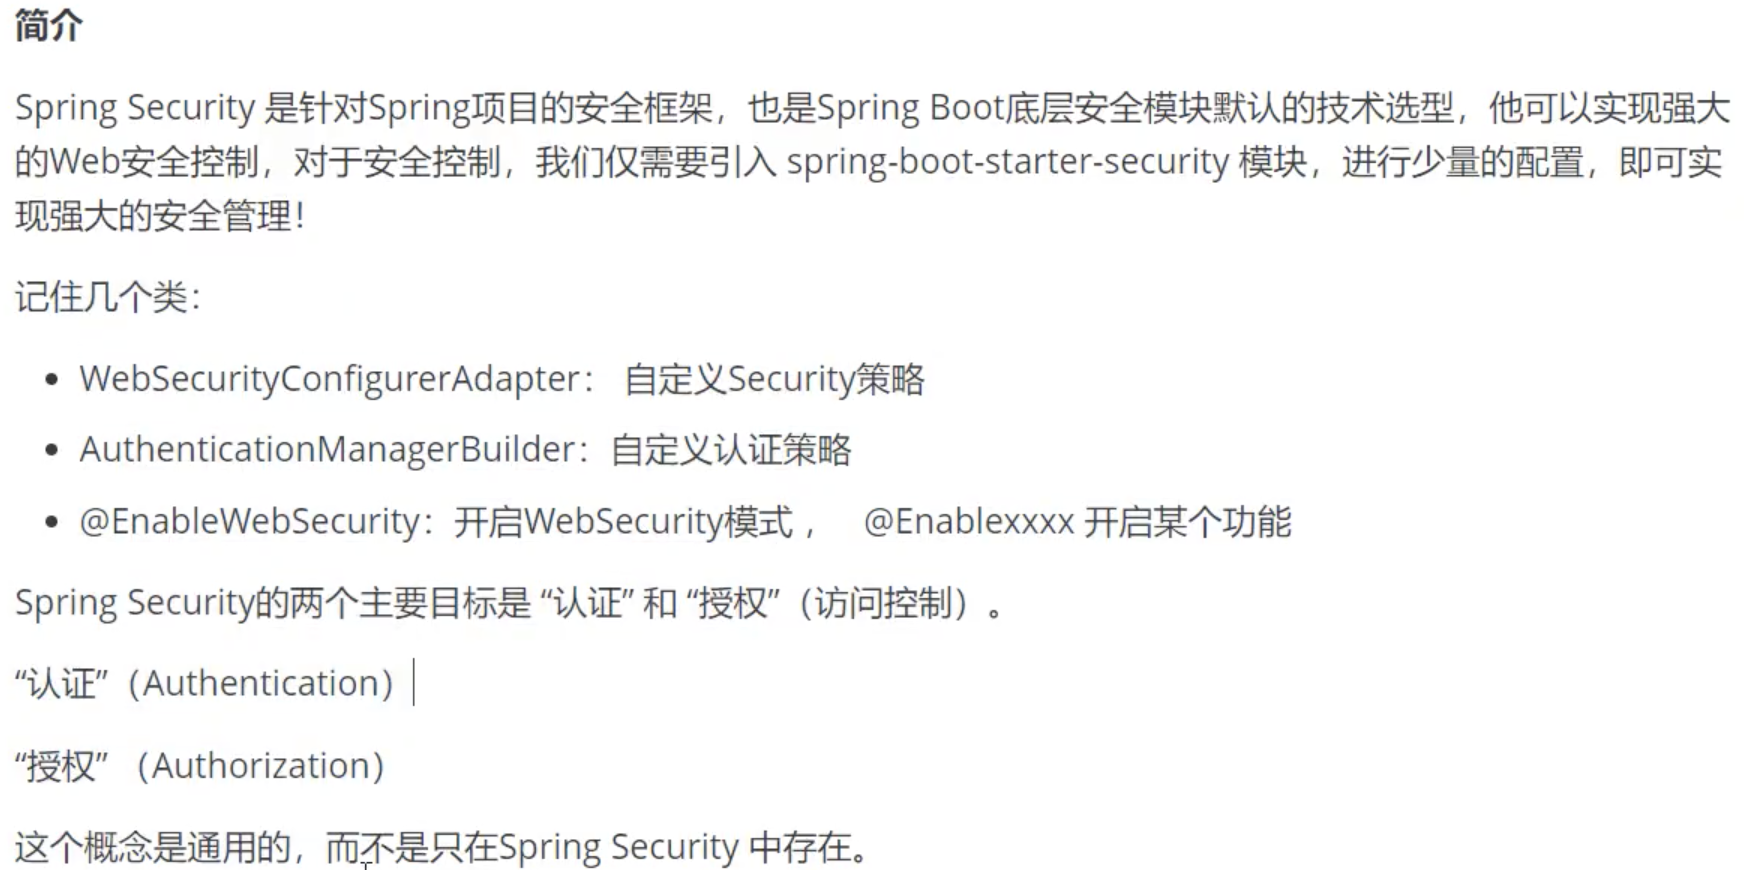 简介
Spring Security 是针对Spring项目的安全框架，也是Spring Boot底层安全模块默认的技术选型，他可以实现强大
的Web安全控制，对于安全控制，我们仅需要引入 spring-boot-starter-security 模块，进行少量的配置，即可实
现强大的安全管理！
记住几个类：
• WebSecurityConfigurerAdapter： 自定义Security策略
• AuthenticationManagerBuilder：自定义认证策略
• @EnableWebSecurity：开启WebSecurity模式 ， @Enablexxxx 开启某个功能
Spring Security的两个主要目标是 “认证” 和 “授权”（访问控制）。
“认证”（Authentication）
“授权” （Authorization）
这个概念是通用的，而不是只在Spring Security 中存在。